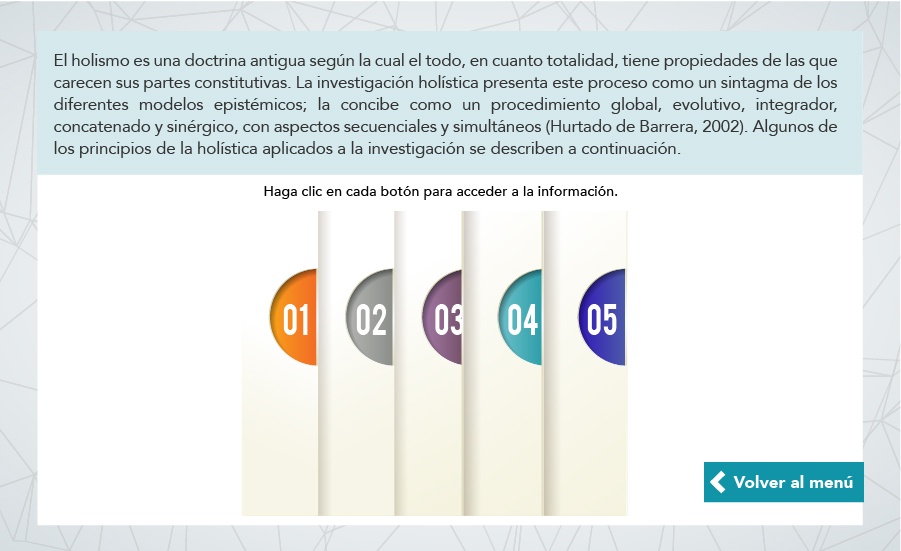 El holismo es una doctrina antigua según la cual el todo, en cuanto totalidad, tiene propiedades de las que
carecen sus partes constitutivas. La investigación holística presenta este proceso como un sintagma de los
diferentes modelos epistémicos; la concibe como un procedimiento global, evolutivo, integrador,
concatenado y sinérgico, con aspectos secuenciales y simultáneos (Hurtado de Barrera, 2002). Algunos de
los principios de la holística aplicados a la investigación se describen a continuación.
Haga clic en cada botón para acceder a la información.
01 02 03 04 05
Volver al menú